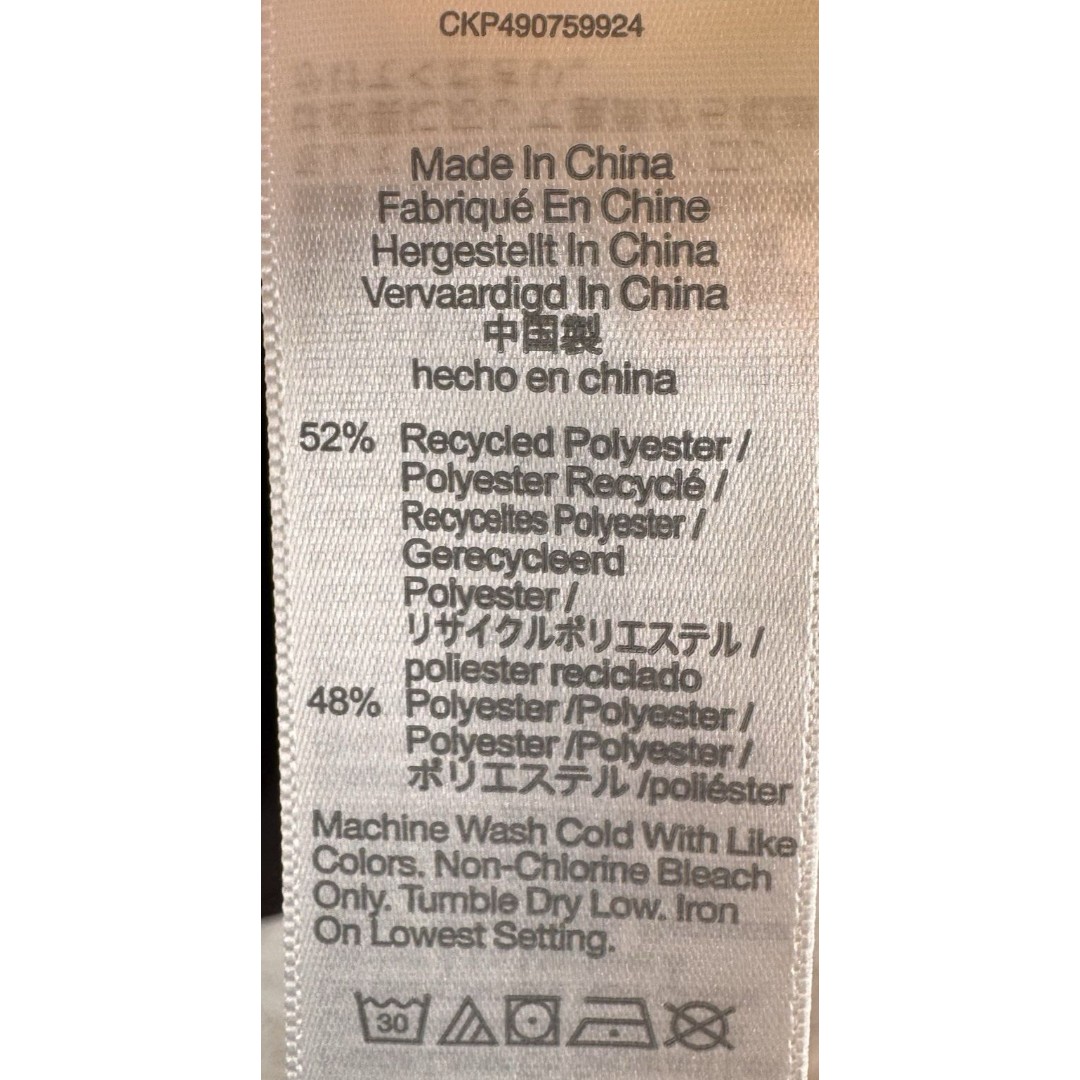 CKP490759924
Made In China
Fabriqué En Chine
Hergestellt In China
Vervaardigd In China
中国製
hecho en china
52% Recycled Polyester /
Polyester Recyclé /
Recyceltes Polyester /
Gerecycleerd
Polyester /
リサイクルポリエステル /
poliester reciclado
48% Polyester /Polyester /
Polyester /Polyester /
ポリエステル /poliéster
Machine Wash Cold With Like
Colors. Non-Chlorine Bleach
Only. Tumble Dry Low. Iron
On Lowest Setting.
30